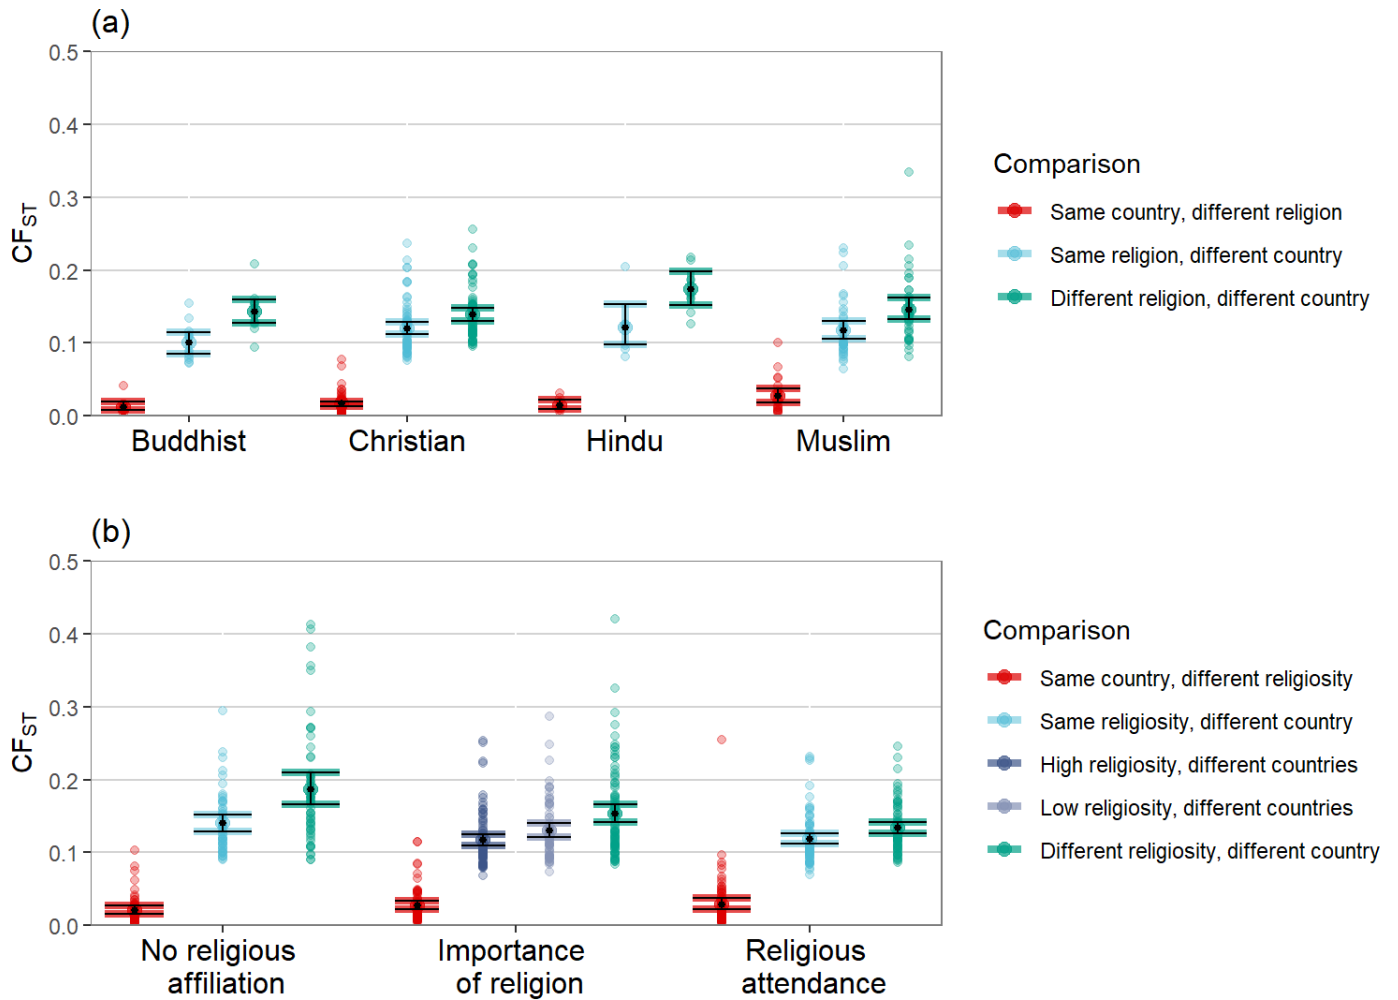 (a)
0.5
0.4
0.3
0.2
0.1
0.0
CFST
Buddhist
Christian
Hindu
Muslim
Comparison
Same country, different religion
Same religion, different country
Different religion, different country
(b)
0.5
0.4
0.3
0.2
0.1
0.0
CFST
No religious
affiliation
Importance
of religion
Religious
attendance
Comparison
Same country, different religiosity
Same religiosity, different country
High religiosity, different countries
Low religiosity, different countries
Different religiosity, different country